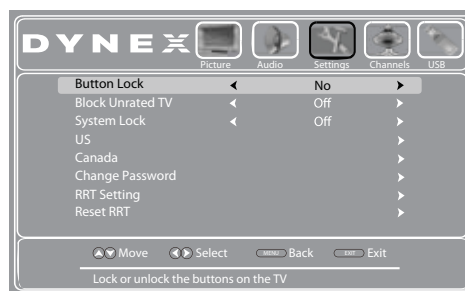 DYNEX
Picture Audio Settings Channels USB
Button Lock No
Block Unrated TV Off
System Lock Off
US
Canada
Change Password
RRT Setting
Reset RRT
Move Select MENU Back EXIT Exit
Lock or unlock the buttons on the TV